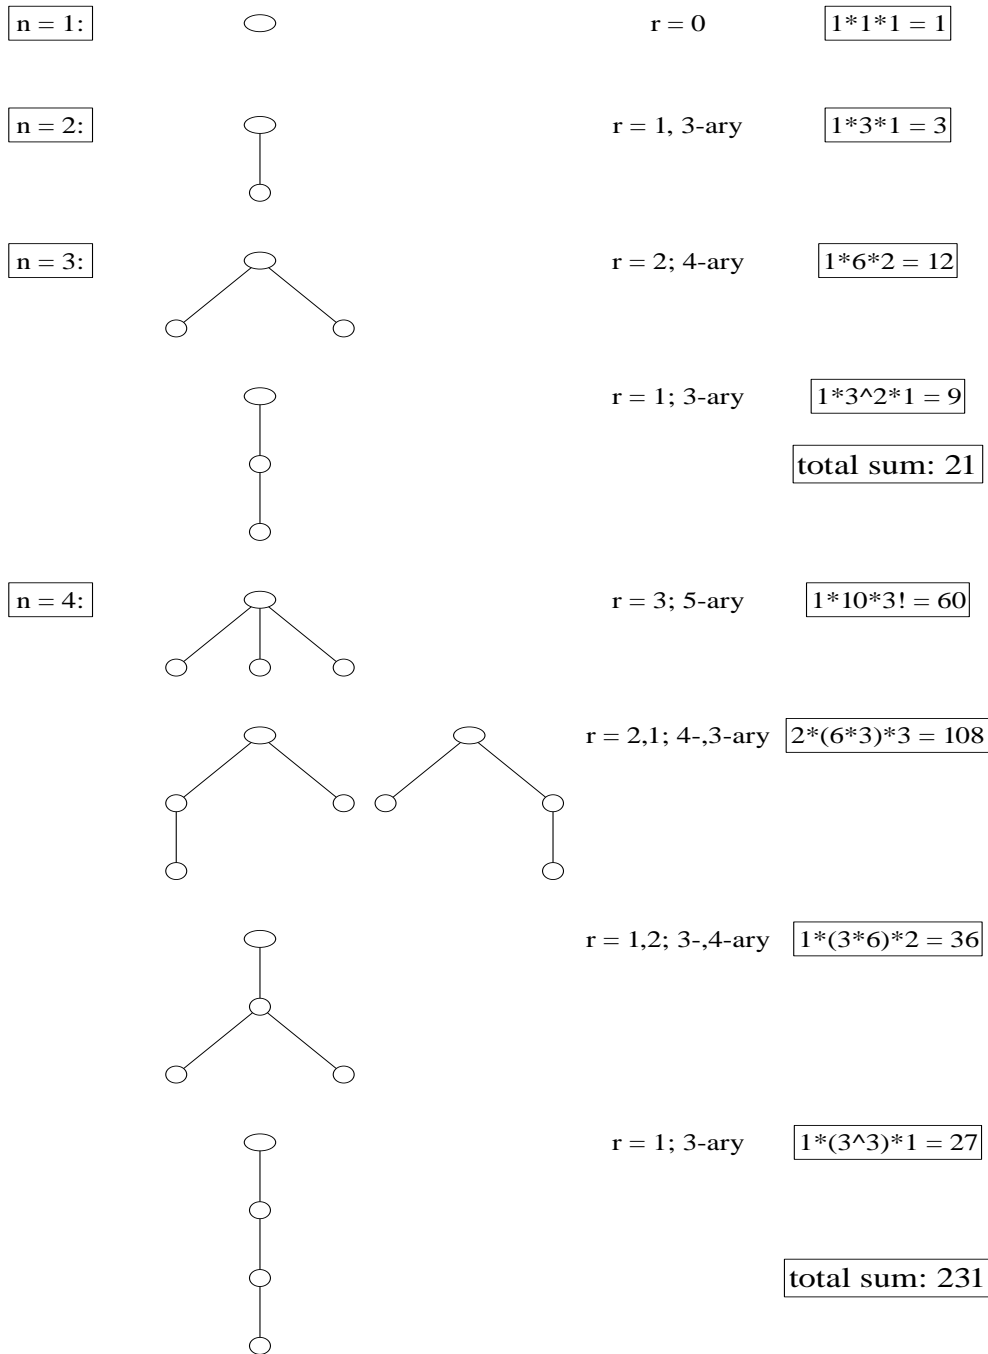 n = 1: r = 0 1*1*1 = 1
n = 2: r = 1, 3-ary 1*3*1 = 3
n = 3: r = 2; 4-ary 1*6*2 = 12
r = 1; 3-ary 1*3^2*1 = 9
total sum: 21
n = 4: r = 3; 5-ary 1*10*3! = 60
r = 2,1; 4-,3-ary 2*(6*3)*3 = 108
r = 1,2; 3-,4-ary 1*(3*6)*2 = 36
r = 1; 3-ary 1*(3^3)*1 = 27
total sum: 231